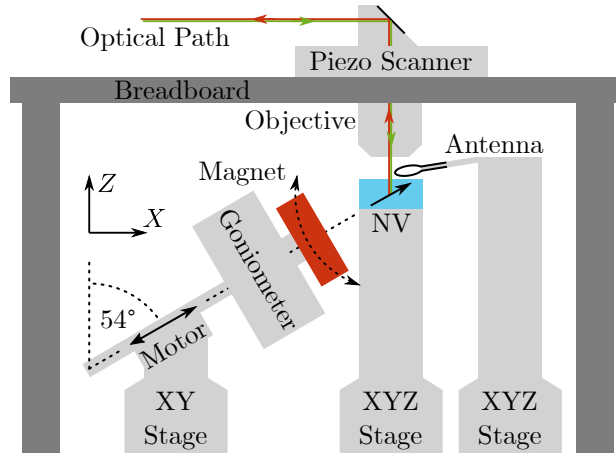 Optical Path
Piezo Scanner
Breadboard
Objective
Antenna
Magnet
Z
X
NV
Goniometer
54°
Motor
XY
Stage
XYZ
Stage
XYZ
Stage